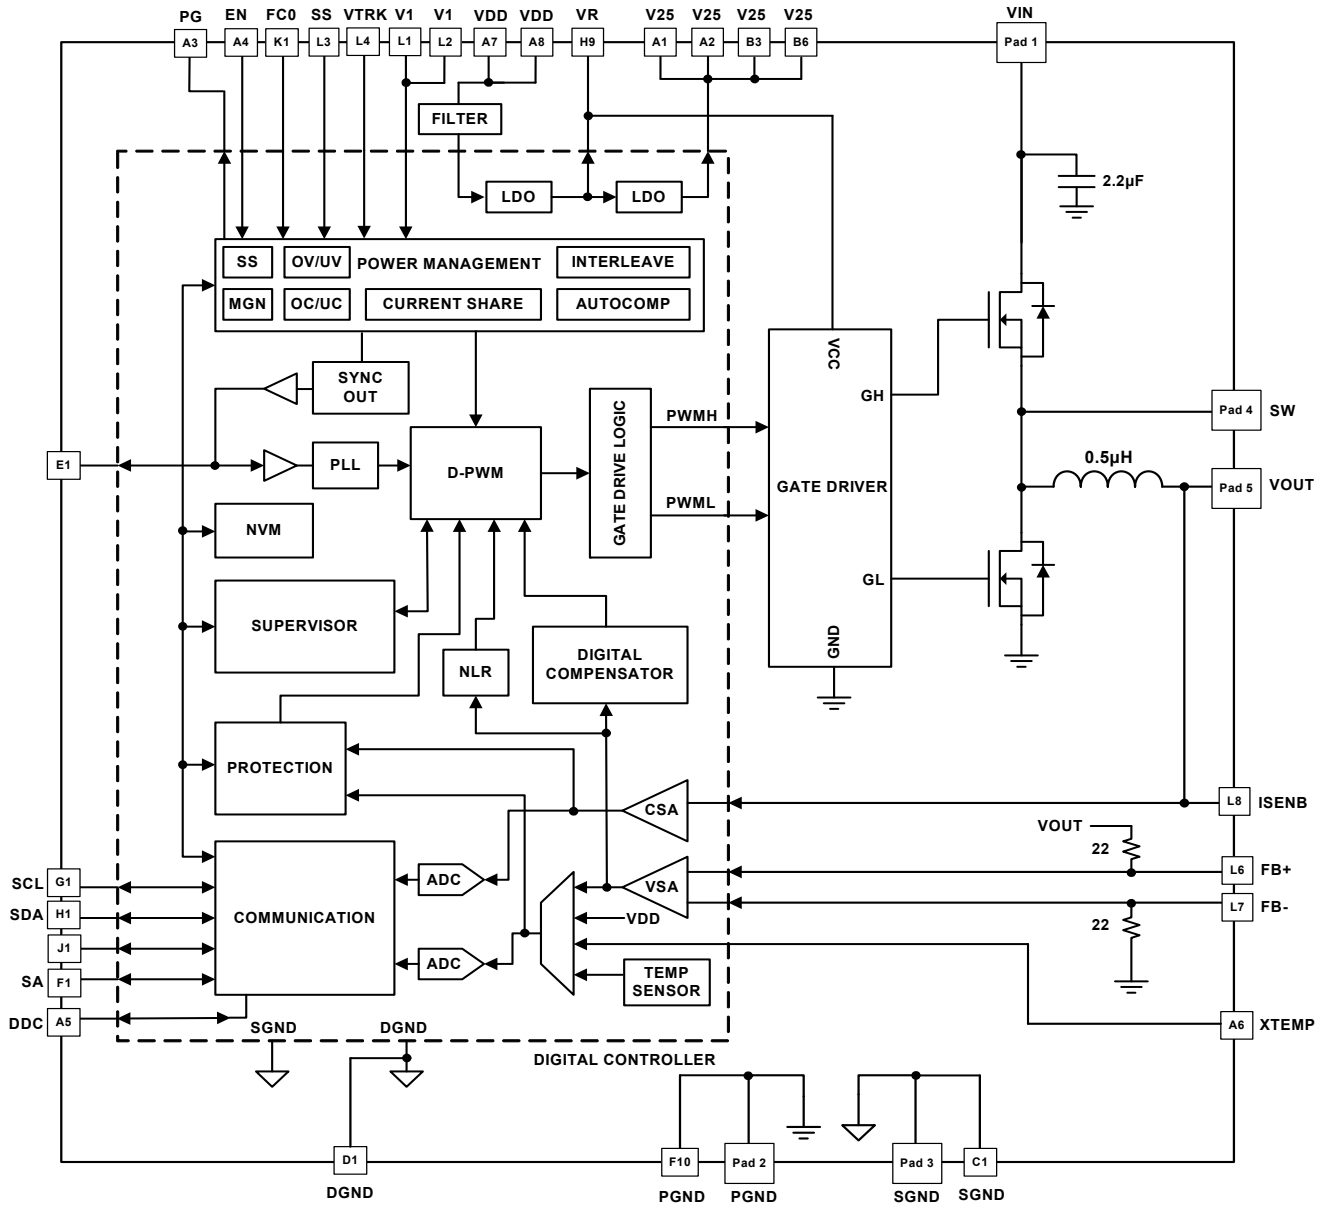 PG EN FC0 SS VTRK V1 V1 VDD VDD VR V25 V25 V25 V25 VIN
A3 A4 K1 L3 L4 L1 L2 A7 A8 H9 A1 A2 B3 B6 Pad 1
FILTER
LDO LDO
2.2µF
SS OV/UV POWER MANAGEMENT INTERLEAVE
MGN OC/UC CURRENT SHARE AUTOCOMP
SYNC
OUT
VCC
GH
GATE DRIVE LOGIC
PWMH
Pad 4 SW
E1
PLL
D-PWM
GATE DRIVER
0.5µH
Pad 5 VOUT
PWML
NVM
GL
SUPERVISOR
GND
NLR
DIGITAL
COMPENSATOR
PROTECTION
CSA
L8 ISENB
VOUT
22
SCL G1
ADC
VSA
L6 FB+
SDA H1
COMMUNICATION
VDD
L7 FB-
22
J1
ADC
TEMP
SENSOR
SA F1
DDC A5
SGND DGND
A6 XTEMP
DIGITAL CONTROLLER
D1 F10 Pad 2 Pad 3 C1
DGND PGND PGND SGND SGND